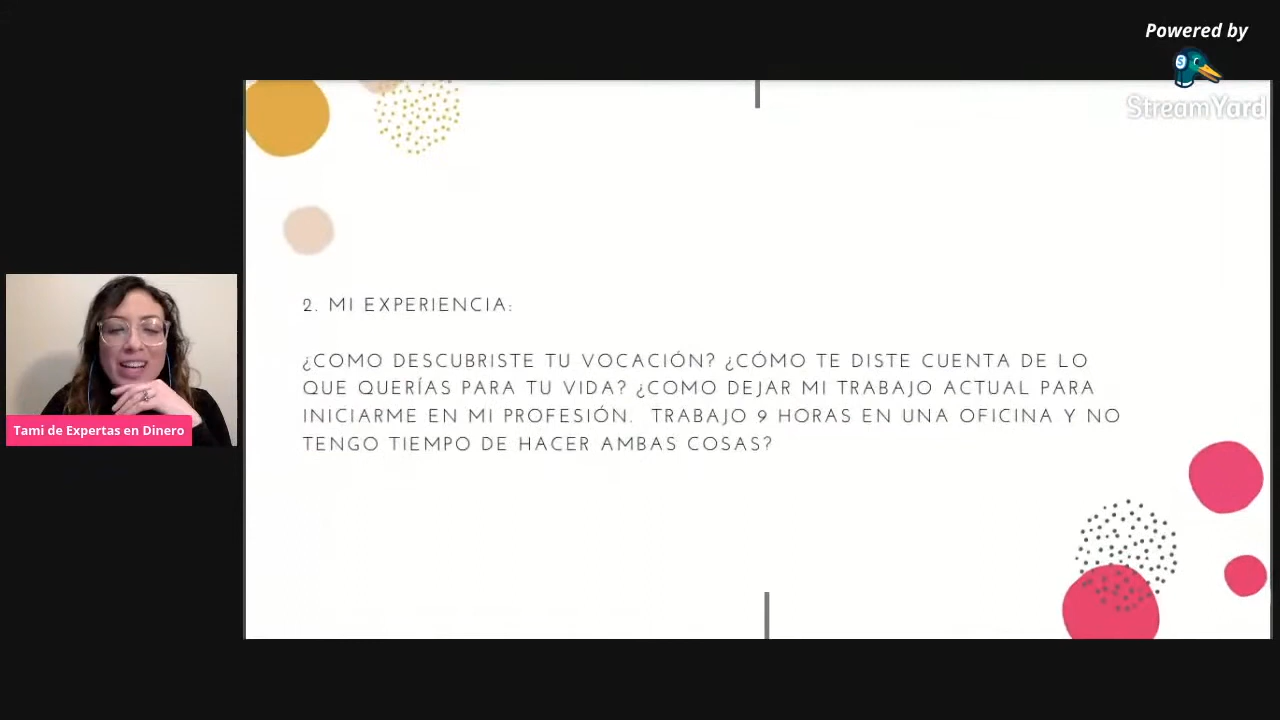 Powered by
StreamYard
2. MI EXPERIENCIA:
¿COMO DESCUBRISTE TU VOCACIÓN? ¿CÓMO TE DISTE CUENTA DE LO
QUE QUERÍAS PARA TU VIDA? ¿COMO DEJAR MI TRABAJO ACTUAL PARA
INICIARME EN MI PROFESIÓN. TRABAJO 9 HORAS EN UNA OFICINA Y NO
TENGO TIEMPO DE HACER AMBAS COSAS?
Tami de Expertas en Dinero